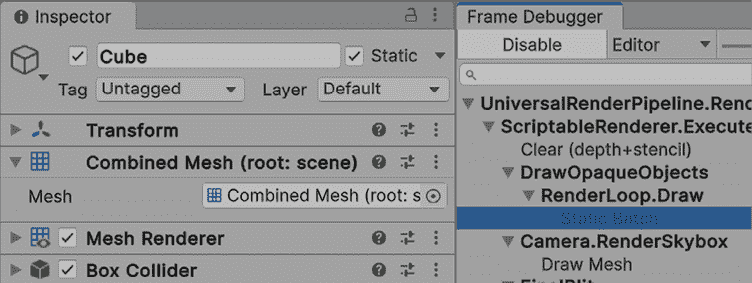 Inspector
Cube
Static
Tag Untagged Layer Default
Transform
Combined Mesh (root: scene)
Mesh Combined Mesh (root: s
Mesh Renderer
Box Collider
Frame Debugger
Disable Editor
UniversalRenderPipeline.Rend
ScriptableRenderer.Execute
Clear (depth+stencil)
DrawOpaqueObjects
RenderLoop.Draw
Static Batch
Camera.RenderSkybox
Draw Mesh
FinalBlit